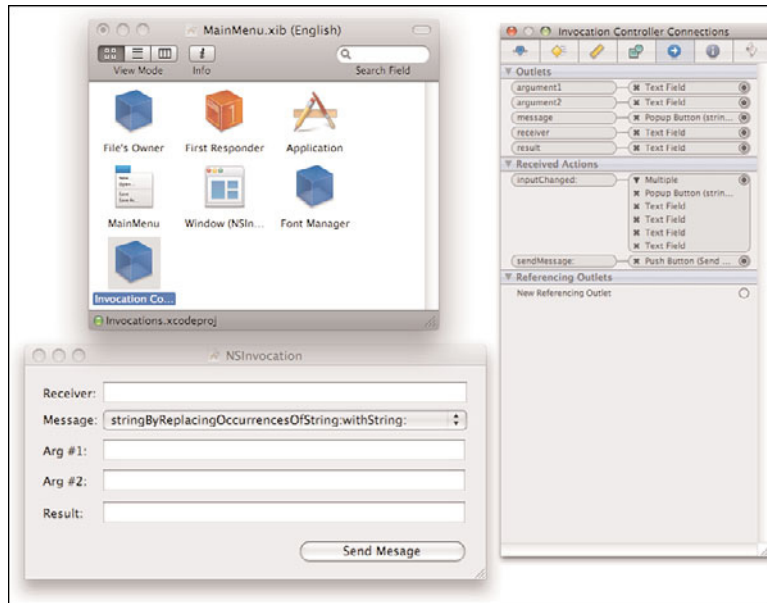 MainMenu.xib (English)
View Mode
Info
Search Field
File's Owner
First Responder
Application
MainMenu
Window (NSIn...
Font Manager
Invocation Co...
Invocations.xcodeproj
NSInvocation
Receiver:
Message: stringByReplacingOccurrencesOfString:withString:
Arg #1:
Arg #2:
Result:
Send Mesage
Invocation Controller Connections
Outlets
argument1 Text Field
argument2 Text Field
message Popup Button (strin...
receiver Text Field
result Text Field
Received Actions
inputChanged: Multiple
Popup Button (strin...
Text Field
Text Field
Text Field
Text Field
sendMessage: Push Button (Send ...
Referencing Outlets
New Referencing Outlet